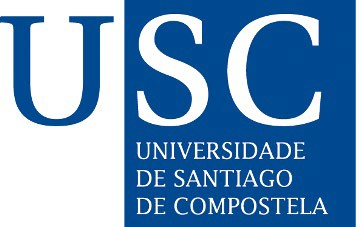 USC
UNIVERSIDADE
DE SANTIAGO
DE COMPOSTELA